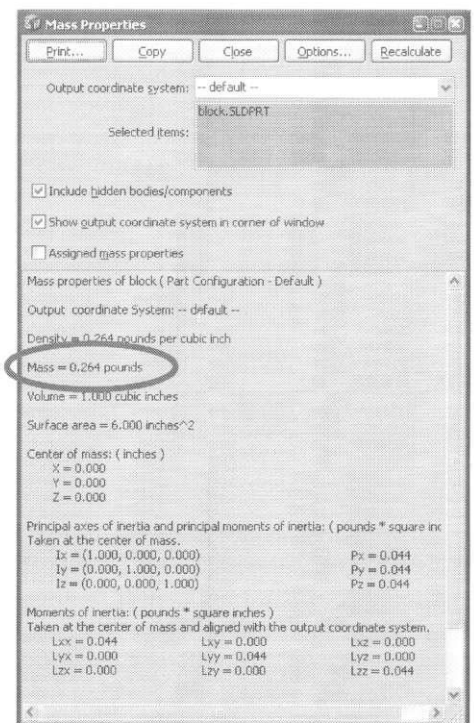 Mass Properties
Print... Copy Close Options... Recalculate
Output coordinate system: -- default --
block.SLDPRT
Selected items:
Include hidden bodies/components
Show output coordinate system in corner of window
Assigned mass properties
Mass properties of block ( Part Configuration - Default )
Output coordinate System: -- default --
Density = 0.264 pounds per cubic inch
Mass = 0.264 pounds
Volume = 1.000 cubic inches
Surface area = 6.000 inches^2
Center of mass: ( inches )
X = 0.000
Y = 0.000
Z = 0.000
Principal axes of inertia and principal moments of inertia: ( pounds * square inc
Taken at the center of mass.
Ix = (1.000, 0.000, 0.000) Px = 0.044
Iy = (0.000, 1.000, 0.000) Py = 0.044
Iz = (0.000, 0.000, 1.000) Pz = 0.044
Moments of inertia: ( pounds * square inches )
Taken at the center of mass and aligned with the output coordinate system.
Lxx = 0.044 Lxy = 0.000 Lxz = 0.000
Lyx = 0.000 Lyy = 0.044 Lyz = 0.000
Lzx = 0.000 Lzy = 0.000 Lzz = 0.044